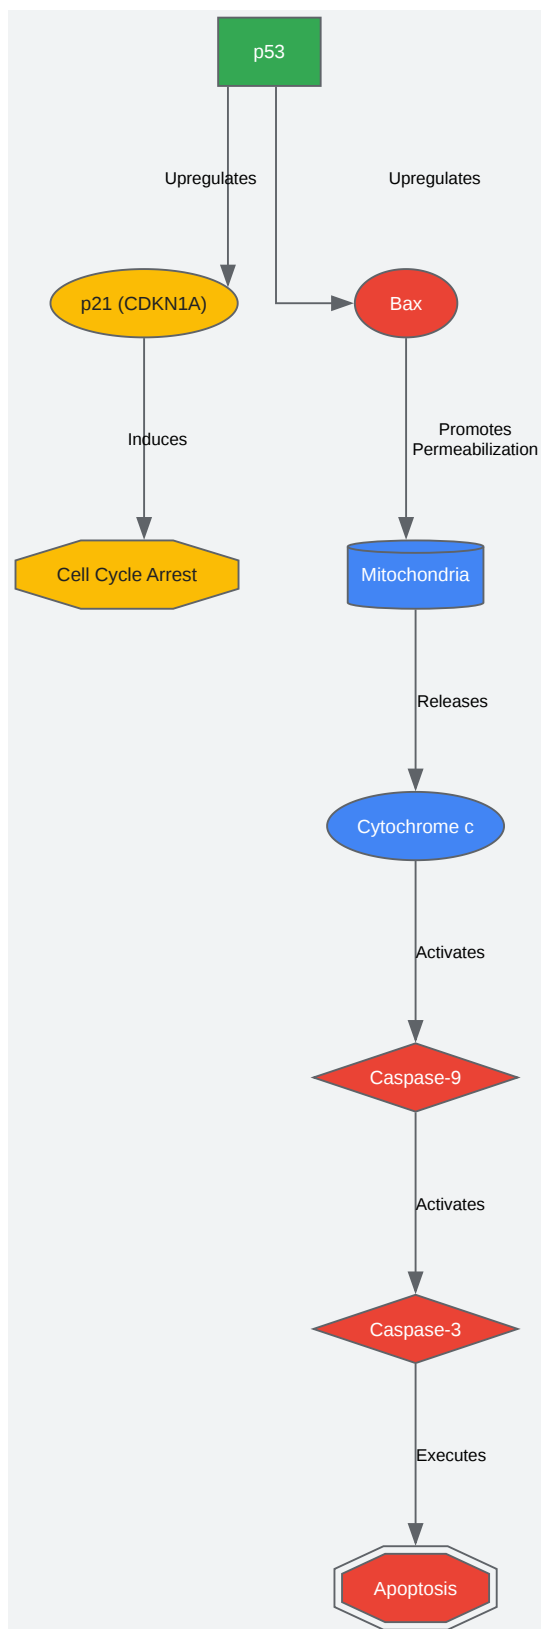 p53
Upregulates
Upregulates
p21 (CDKN1A)
Bax
Induces
Promotes
Permeabilization
Cell Cycle Arrest
Mitochondria
Releases
Cytochrome c
Activates
Caspase-9
Activates
Caspase-3
Executes
Apoptosis